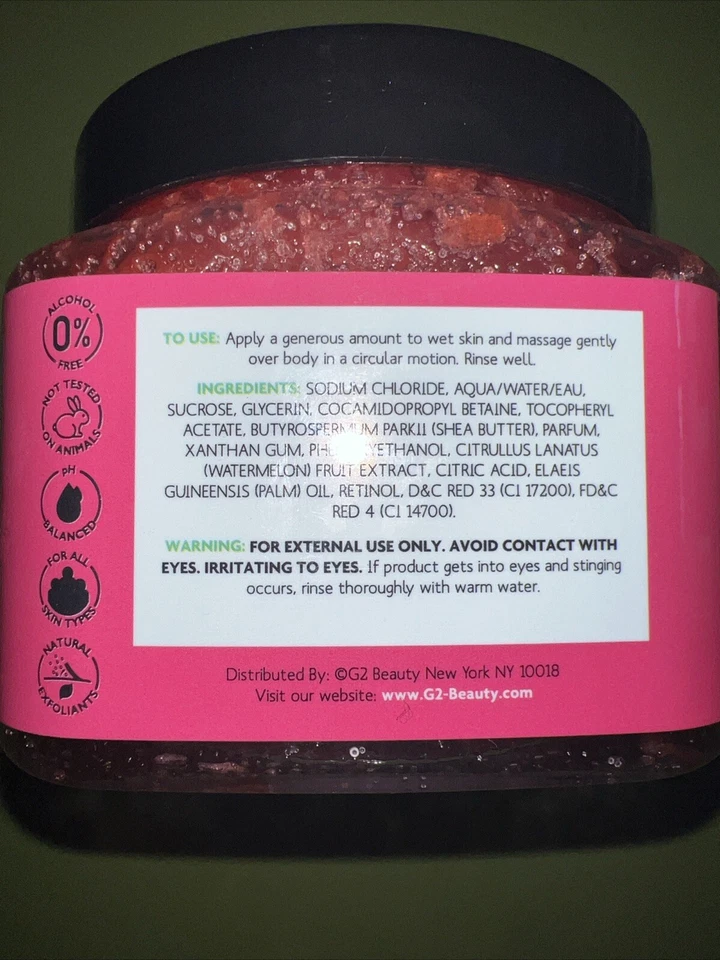 ALCOHOL
0%
FREE
NOT TESTED
ON ANIMALS
pH
BALANCED
FOR ALL
SKIN TYPES
NATURAL
EXFOLIANTS
TO USE: Apply a generous amount to wet skin and massage gently
over body in a circular motion. Rinse well.
INGREDIENTS: SODIUM CHLORIDE, AQUA/WATER/EAU,
SUCROSE, GLYCERIN, COCAMIDOPROPYL BETAINE, TOCOPHERYL
ACETATE, BUTYROSPERMUM PARKII (SHEA BUTTER), PARFUM,
XANTHAN GUM, CITRULLUS LANATUS
(WATERMELON) FRUIT EXTRACT, CITRIC ACID, ELAEIS
GUINEENSIS (PALM) OIL, RETINOL, D&C RED 33 (CI 17200), FD&C
RED 4 (CI 14700).
WARNING: FOR EXTERNAL USE ONLY. AVOID CONTACT WITH
EYES. IRRITATING TO EYES. If product gets into eyes and stinging
occurs, rinse thoroughly with warm water.
Distributed By: ©G2 Beauty New York NY 10018
Visit our website: www.G2-Beauty.com